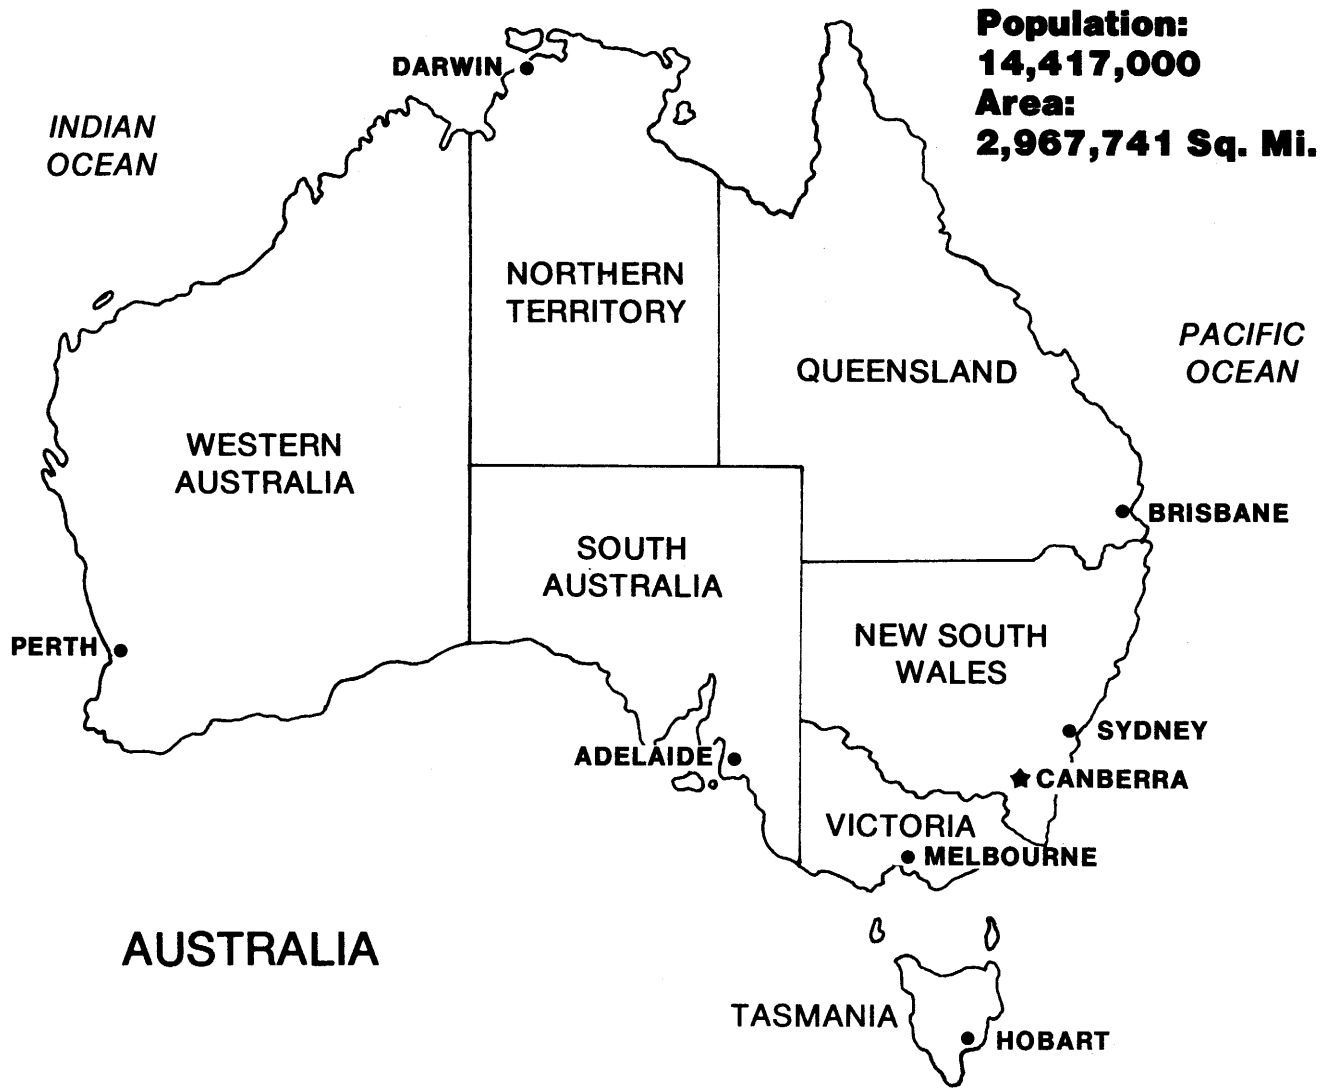 Population:
14,417,000
Area:
2,967,741 Sq. Mi.
DARWIN
INDIAN
OCEAN
NORTHERN
TERRITORY
PACIFIC
OCEAN
QUEENSLAND
WESTERN
AUSTRALIA
BRISBANE
SOUTH
AUSTRALIA
PERTH
NEW SOUTH
WALES
SYDNEY
ADELAIDE
CANBERRA
VICTORIA
MELBOURNE
AUSTRALIA
TASMANIA
HOBART